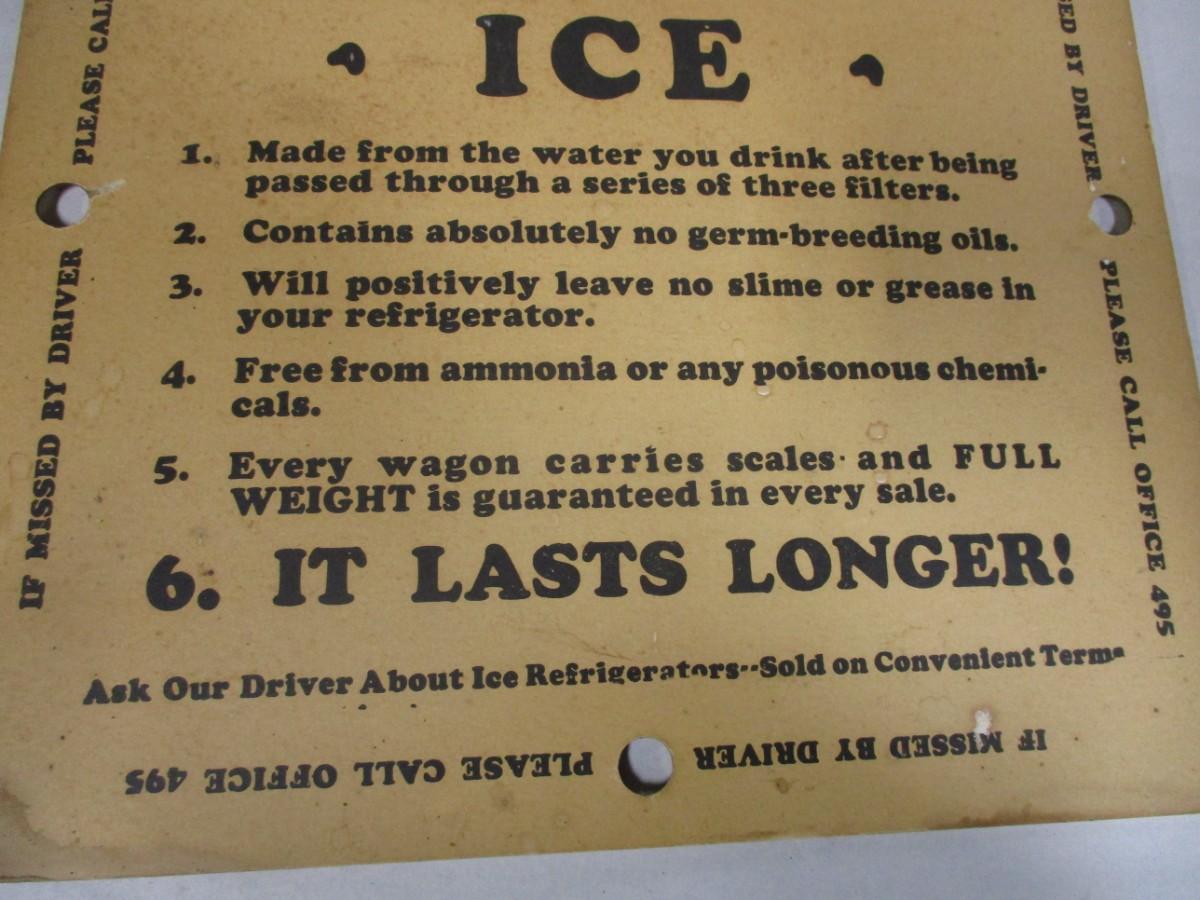 ICE
1. Made from the water you drink after being
passed through a series of three filters.
2. Contains absolutely no germ-breeding oils.
3. Will positively leave no slime or grease in
your refrigerator.
4. Free from ammonia or any poisonous chemi-
cals.
5. Every wagon carries scales and FULL
WEIGHT is guaranteed in every sale.
6. IT LASTS LONGER!
Ask Our Driver About Ice Refrigerators--Sold on Convenient Terms
IF MISSED BY DRIVER PLEASE CALL OFFICE 495
IF MISSED BY DRIVER PLEASE CALL
BY DRIVER PLEASE CALL OFFICE 495